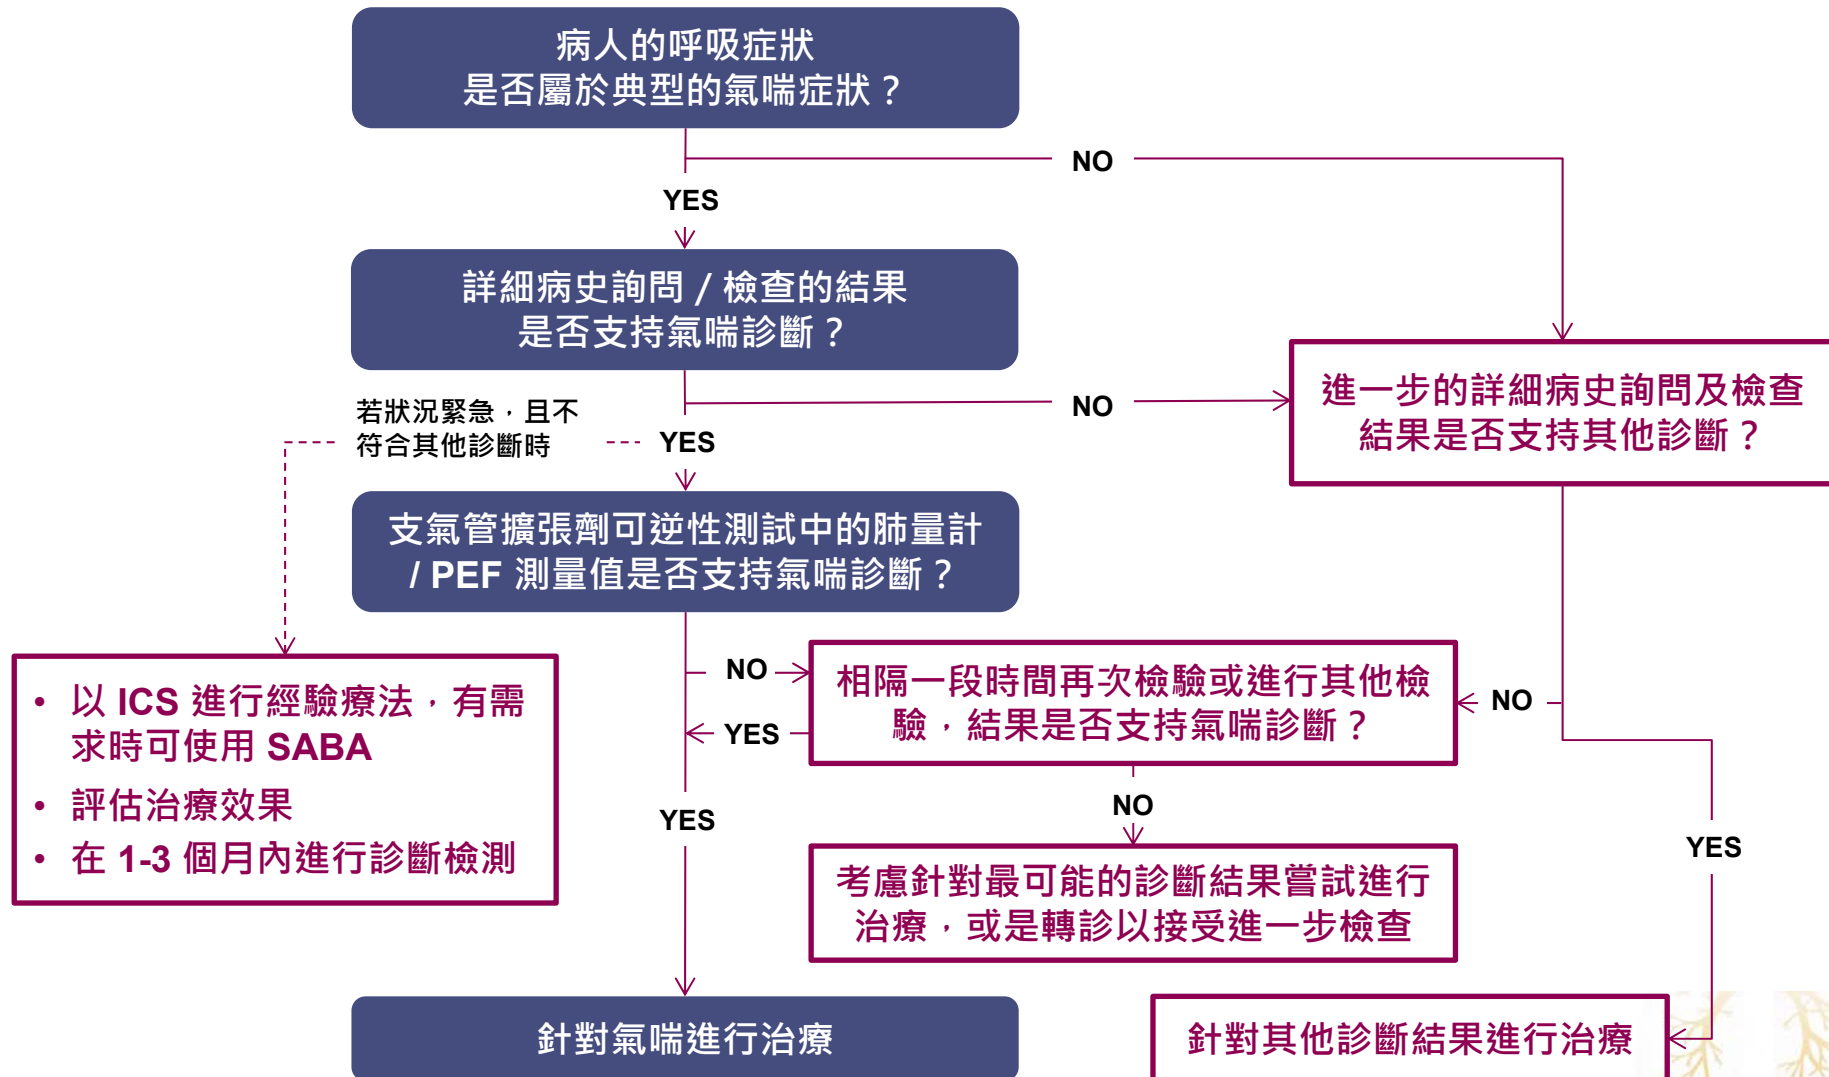 病人的呼吸症狀
是否屬於典型的氣喘症狀？
NO
YES
詳細病史詢問 / 檢查的結果
是否支持氣喘診斷？
進一步的詳細病史詢問及檢查
結果是否支持其他診斷？
若狀況緊急，且不
符合其他診斷時
NO
YES
支氣管擴張劑可逆性測試中的肺量計
/ PEF 測量值是否支持氣喘診斷？
• 以 ICS 進行經驗療法，有需
求時可使用 SABA
• 評估治療效果
• 在 1-3 個月內進行診斷檢測
NO
YES
相隔一段時間再次檢驗或進行其他檢
驗，結果是否支持氣喘診斷？
NO
YES
NO
YES
考慮針對最可能的診斷結果嘗試進行
治療，或是轉診以接受進一步檢查
針對氣喘進行治療
針對其他診斷結果進行治療